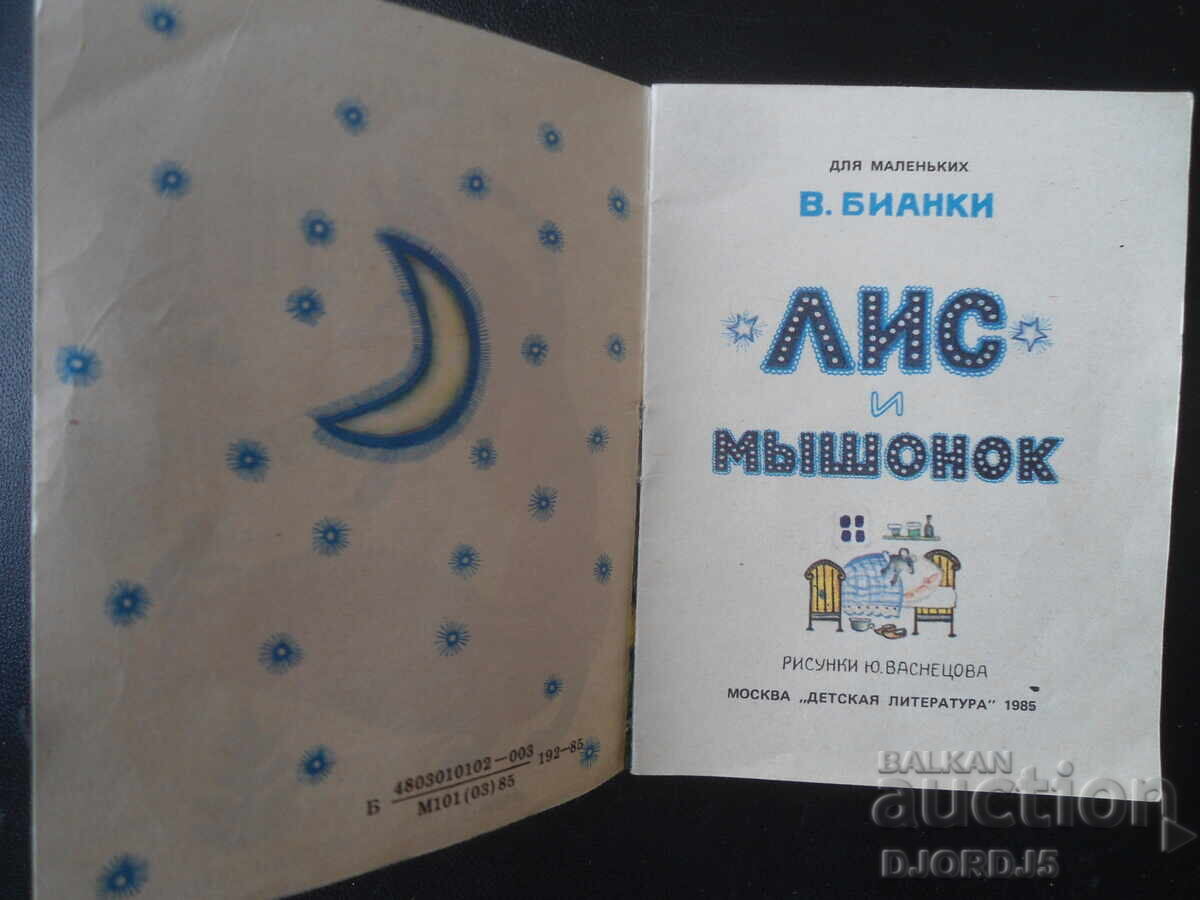 Б 4803010102—003 192—85
М101(03)85
ДЛЯ МАЛЕНЬКИХ
В. БИАНКИ
ЛИС
И
МЫШОНОК
РИСУНКИ Ю. ВАСНЕЦОВА
МОСКВА „ДЕТСКАЯ ЛИТЕРАТУРА" 1985
BALKAN
auction
DJORDJ5